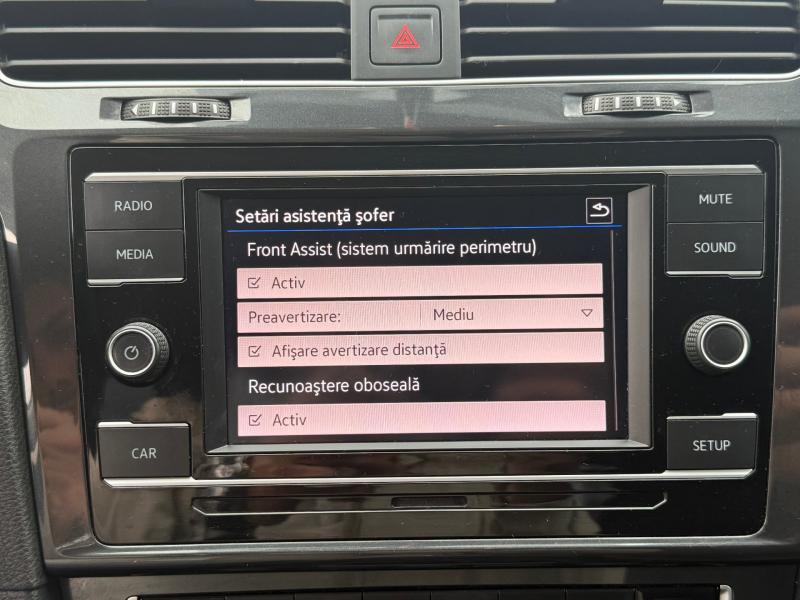 RADIO
MEDIA
CAR
MUTE
SOUND
SETUP
Setări asistenţă şofer
Front Assist (sistem urmărire perimetru)
Activ
Preavertizare: Mediu
Afişare avertizare distanţă
Recunoaştere oboseală
Activ